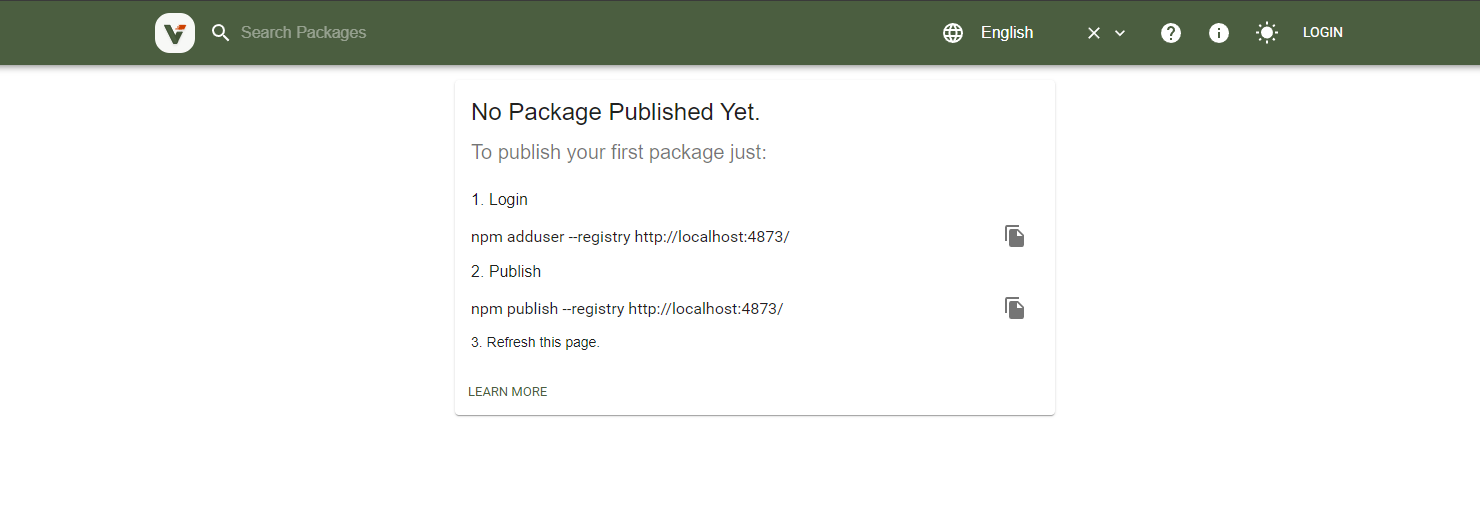 Search Packages
English
LOGIN
No Package Published Yet.
To publish your first package just:
1. Login
npm adduser --registry http://localhost:4873/
2. Publish
npm publish --registry http://localhost:4873/
3. Refresh this page.
LEARN MORE